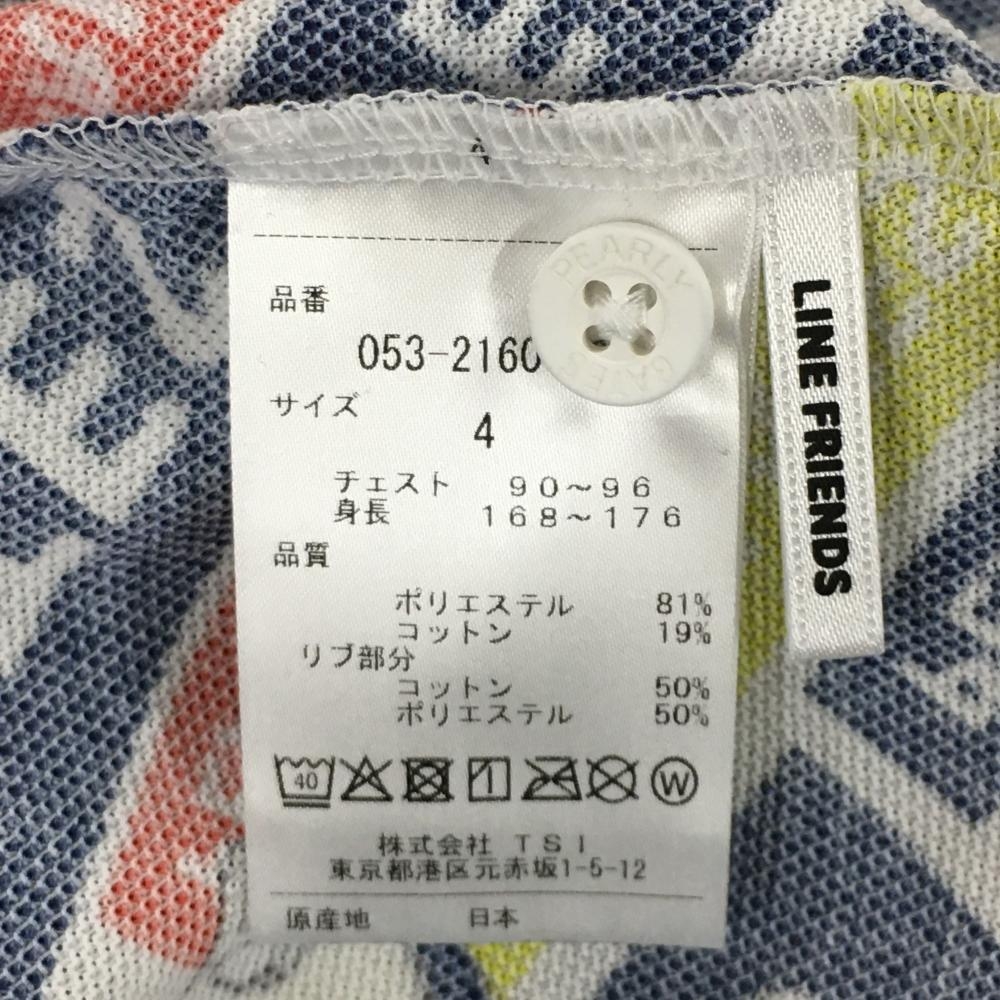 4
品番
053-2160
サイズ
4
チェスト 90~96
身長 168~176
品質
ポリエステル 81%
コットン 19%
リブ部分
コットン 50%
ポリエステル 50%
40
W
株式会社 TSI
東京都港区元赤坂1-5-12
原産地 日本
PEARLY
GATES
LINE FRIENDS